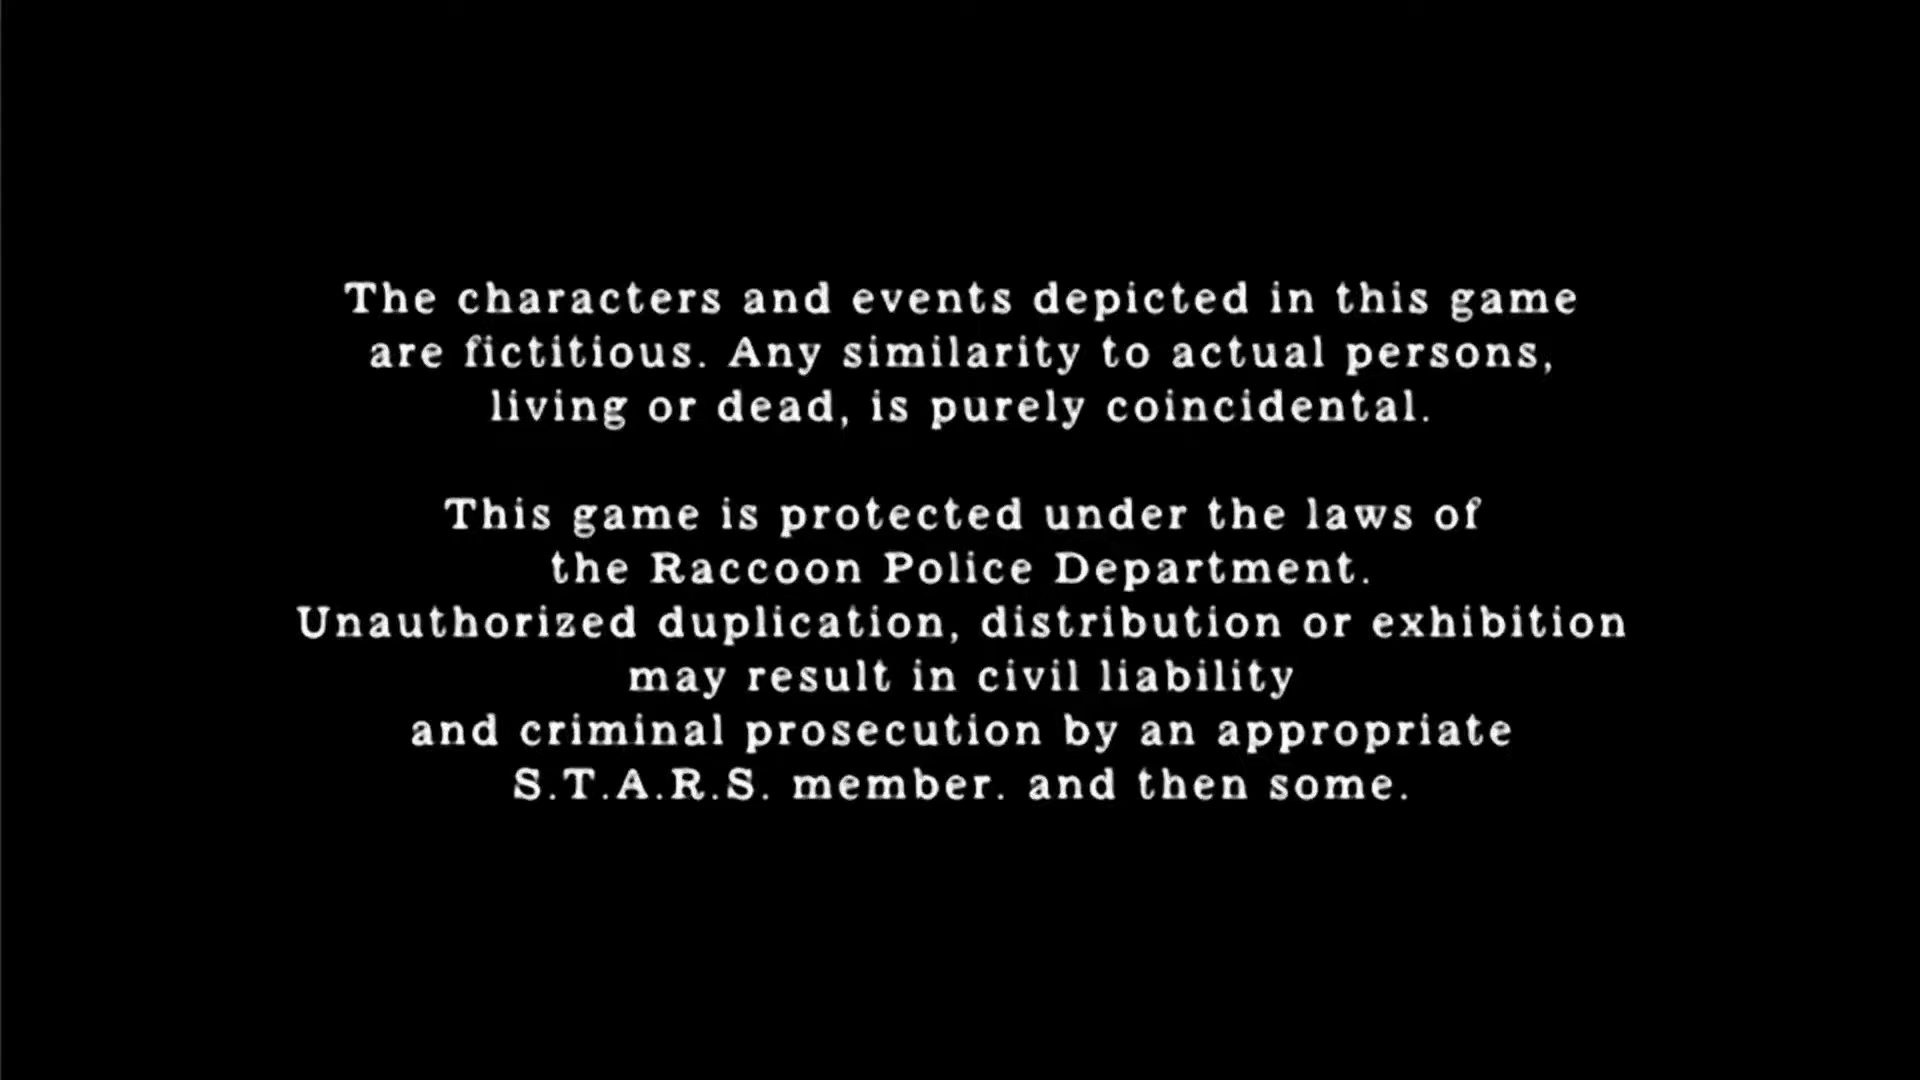 The characters and events depicted in this game
are fictitious. Any similarity to actual persons,
living or dead, is purely coincidental.
This game is protected under the laws of
the Raccoon Police Department.
Unauthorized duplication, distribution or exhibition
may result in civil liability
and criminal prosecution by an appropriate
S.T.A.R.S. member. and then some.